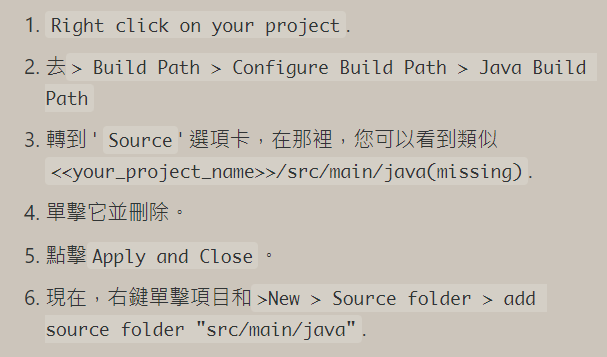 1. Right click on your project.
2. 去 > Build Path > Configure Build Path > Java Build
Path
3. 轉到 ' Source ' 選項卡，在那裡，您可以看到類似
<<your_project_name>>/src/main/java(missing).
4. 單擊它並刪除。
5. 點擊 Apply and Close 。
6. 現在，右鍵單擊項目和 >New > Source folder > add
source folder "src/main/java".